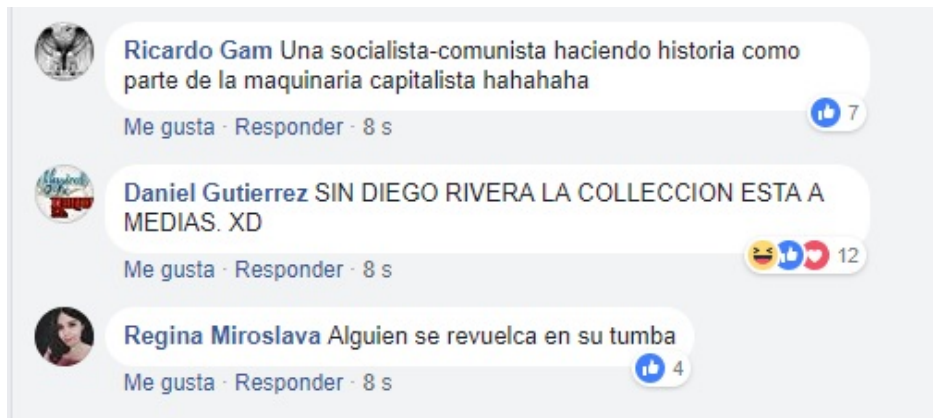 Ricardo Gam Una socialista-comunista haciendo historia como
parte de la maquinaria capitalista hahahaha
7
Me gusta · Responder · 8 s
Daniel Gutierrez SIN DIEGO RIVERA LA COLLECCION ESTA A
MEDIAS. XD
12
Me gusta · Responder · 8 s
Regina Miroslava Alguien se revuelca en su tumba
4
Me gusta · Responder · 8 s